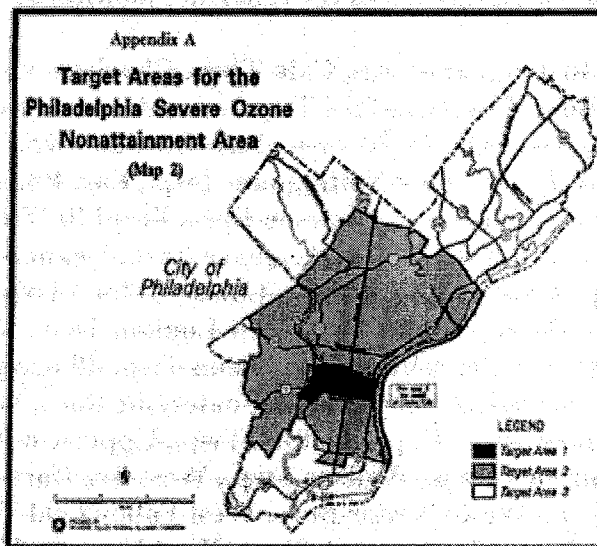 Appendix A
Target Areas for the
Philadelphia Severe Ozone
Nonattainment Area
(Map 2)
City of
Philadelphia
LEGEND
Target Area 1
Target Area 2
Target Area 3